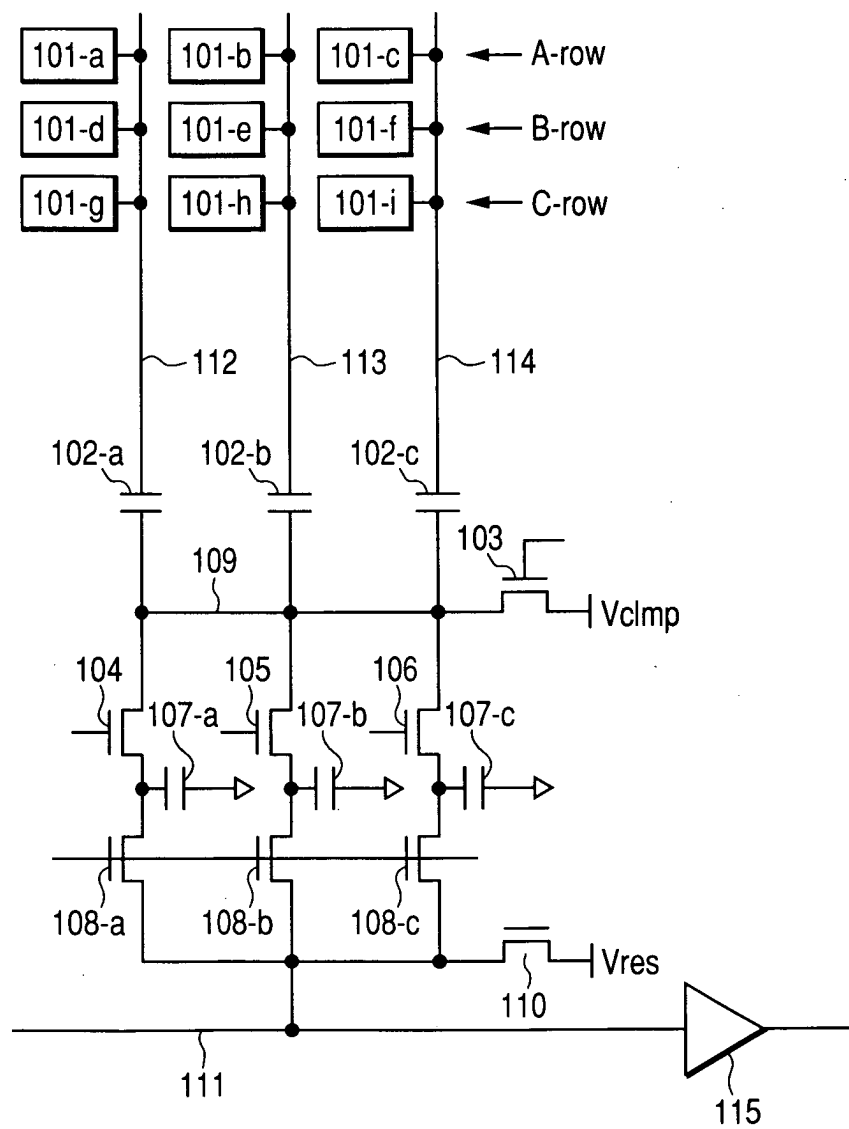 101-a 101-b 101-c A-row
101-d 101-e 101-f B-row
101-g 101-h 101-i C-row
112 113 114
102-a 102-b 102-c
103
109
Vclmp
104 105 106
107-a 107-b 107-c
108-a 108-b 108-c
Vres
110
111
115